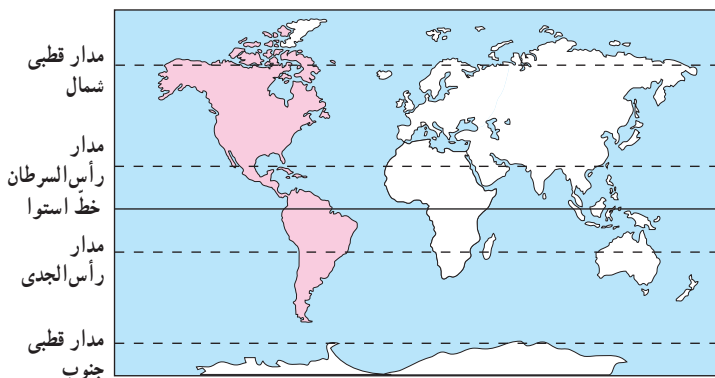 مدار قطبی
شمال
مدار
رأس‌السرطان
خطّ استوا
مدار
رأس‌الجدی
مدار قطبی
جنوب